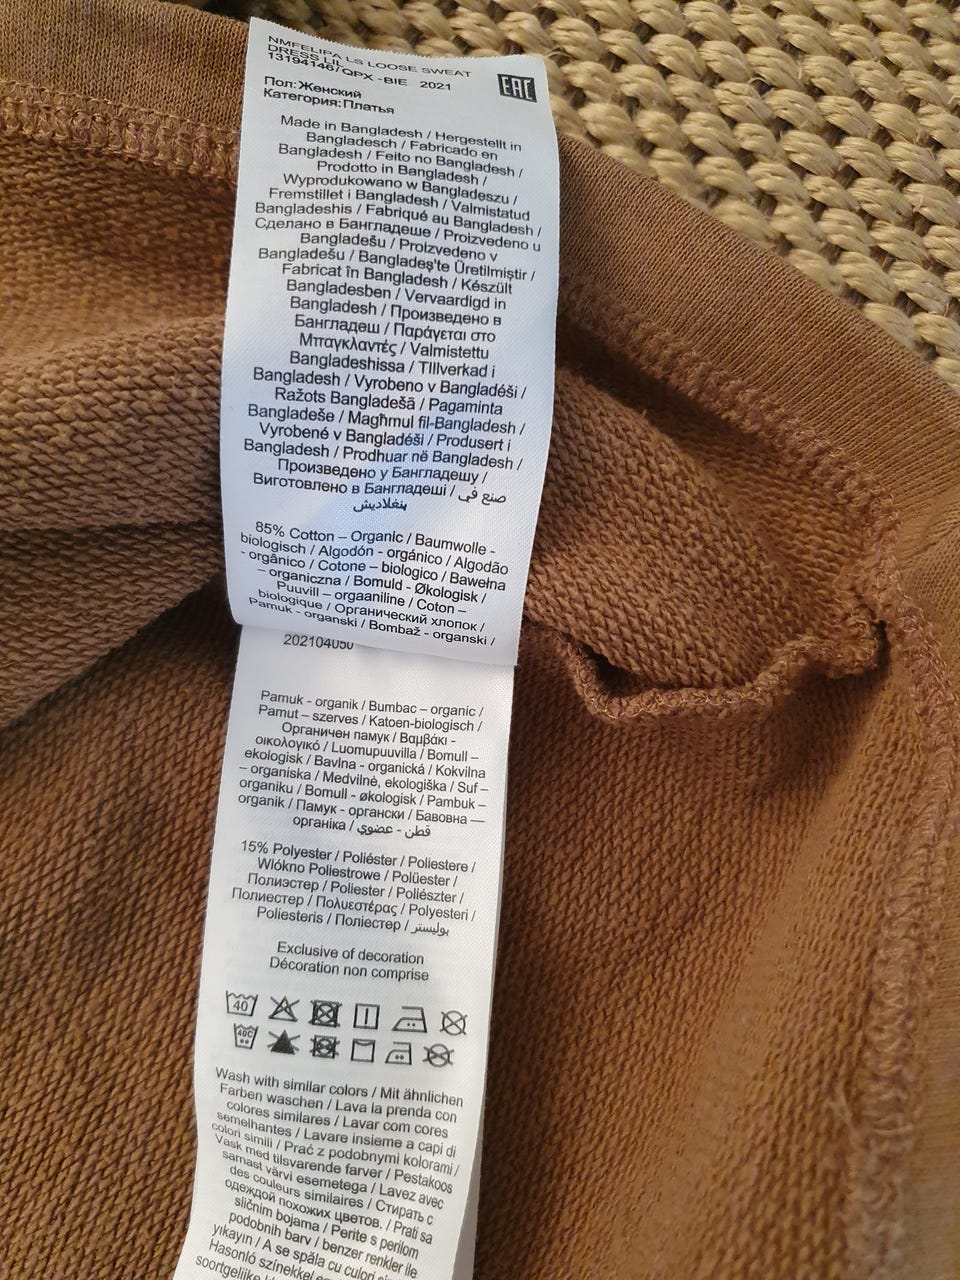 NMFELIPA LS LOOSE SWEAT
DRESS LIL
131941467/QPX -BIE 2021
EAC
Пол: Женский
Категория: Платья
Made in Bangladesh / Hergestellt in
Bangladesch / Fabricado en
Bangladesh / Feito no Bangladesh /
Prodotto in Bangladesh /
Wyprodukowano w Bangladeszu /
Fremstillet i Bangladesh / Valmistatud
Bangladeshis / Fabriqué au Bangladesh /
Сделано в Бангладеше / Proizvedeno u
Bangladešu / Proizvedeno v
Bangladešu / Bangladeş'te Üretilmiştir /
Fabricat în Bangladesh / Készült
Bangladesben / Vervaardigd in
Bangladesh / Произведено в
Бангладеш / Παράγεται στο
Μπαγκλαντές / Valmistettu
Bangladeshissa / TIllverkad i
Bangladesh / Vyrobeno v Bangladéši /
Ražots Bangladešā / Pagaminta
Bangladeše / Magħmul fil-Bangladesh /
Vyrobené v Bangladéši / Produsert i
Bangladesh / Prodhuar në Bangladesh /
Произведено у Бангладешу /
Виготовлено в Бангладеші / صنع في
بنغلاديش
85% Cotton – Organic / Baumwolle -
biologisch / Algodón - orgánico / Algodão
- orgânico / Cotone – biologico / Bawełna
– organiczna / Bomuld - Økologisk /
Puuvill – orgaaniline / Coton –
biologique / Органический хлопок /
Pamuk - organski / Bombaž - organski /
202104050
Pamuk - organik / Bumbac – organic /
Pamut – szerves / Katoen-biologisch /
Органичен памук / Βαμβάκι -
οικολογικό / Luomupuuvilla / Bomull –
ekologisk / Bavlna - organická / Kokvilna
– organiska / Medvilnė, ekologiška / Suf –
organiku / Bomull - økologisk / Pambuk –
organik / Памук - органски / Бавовна —
органіка / قطن - عضوي
15% Polyester / Poliéster / Poliestere /
Włókno Poliestrowe / Polüester /
Полиэстер / Poliester / Poliészter /
Полиестер / Πολυεστέρας / Polyesteri /
Poliesteris / Поліестер / بوليستر
Exclusive of decoration
Décoration non comprise
40
40C
Wash with similar colors / Mit ähnlichen
Farben waschen / Lava la prenda con
colores similares / Lavar com cores
semelhantes / Lavare insieme a capi di
colori simili / Prać z podobnymi kolorami /
Vask med tilsvarende farver / Pestakoos
sarnast värvi esemetega / Lavez avec
des couleurs similaires / Стирать с
одеждой похожих цветов. / Prati sa
sličnim bojama / Perite s perilom
podobnih barv / benzer renkler ile
yıkayın / A se spăla cu culori
Hasonló színekkel
soortgelijke